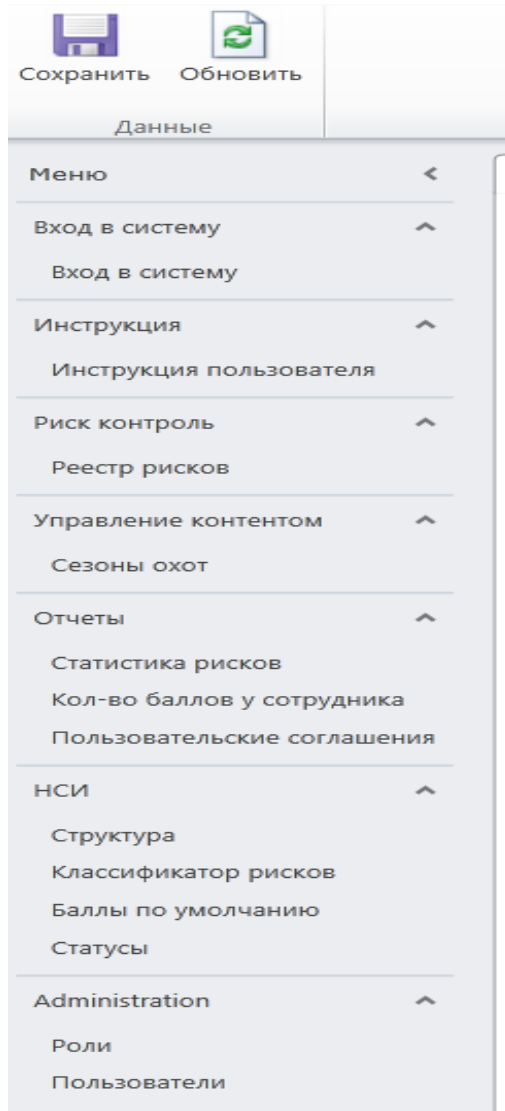 Сохранить Обновить
Данные
Меню
Вход в систему
Вход в систему
Инструкция
Инструкция пользователя
Риск контроль
Реестр рисков
Управление контентом
Сезоны охот
Отчеты
Статистика рисков
Кол-во баллов у сотрудника
Пользовательские соглашения
НСИ
Структура
Классификатор рисков
Баллы по умолчанию
Статусы
Administration
Роли
Пользователи